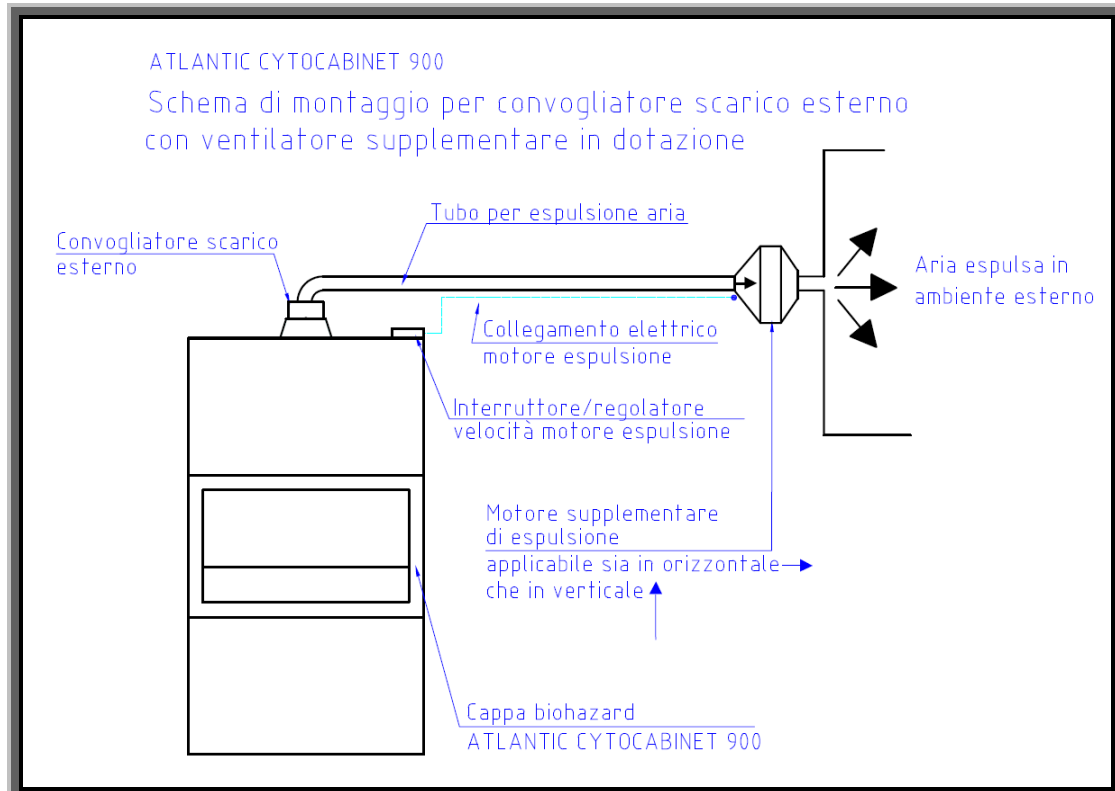 ATLANTIC CYTOCABINET 900
Schema di montaggio per convogliatore scarico esterno
con ventilatore supplementare in dotazione
Tubo per espulsione aria
Convogliatore scarico
esterno
Aria espulsa in
ambiente esterno
Collegamento elettrico
motore espulsione
Interruttore/regolatore
velocità motore espulsione
Motore supplementare
di espulsione
applicabile sia in orizzontale
che in verticale
Cappa biohazard
ATLANTIC CYTOCABINET 900